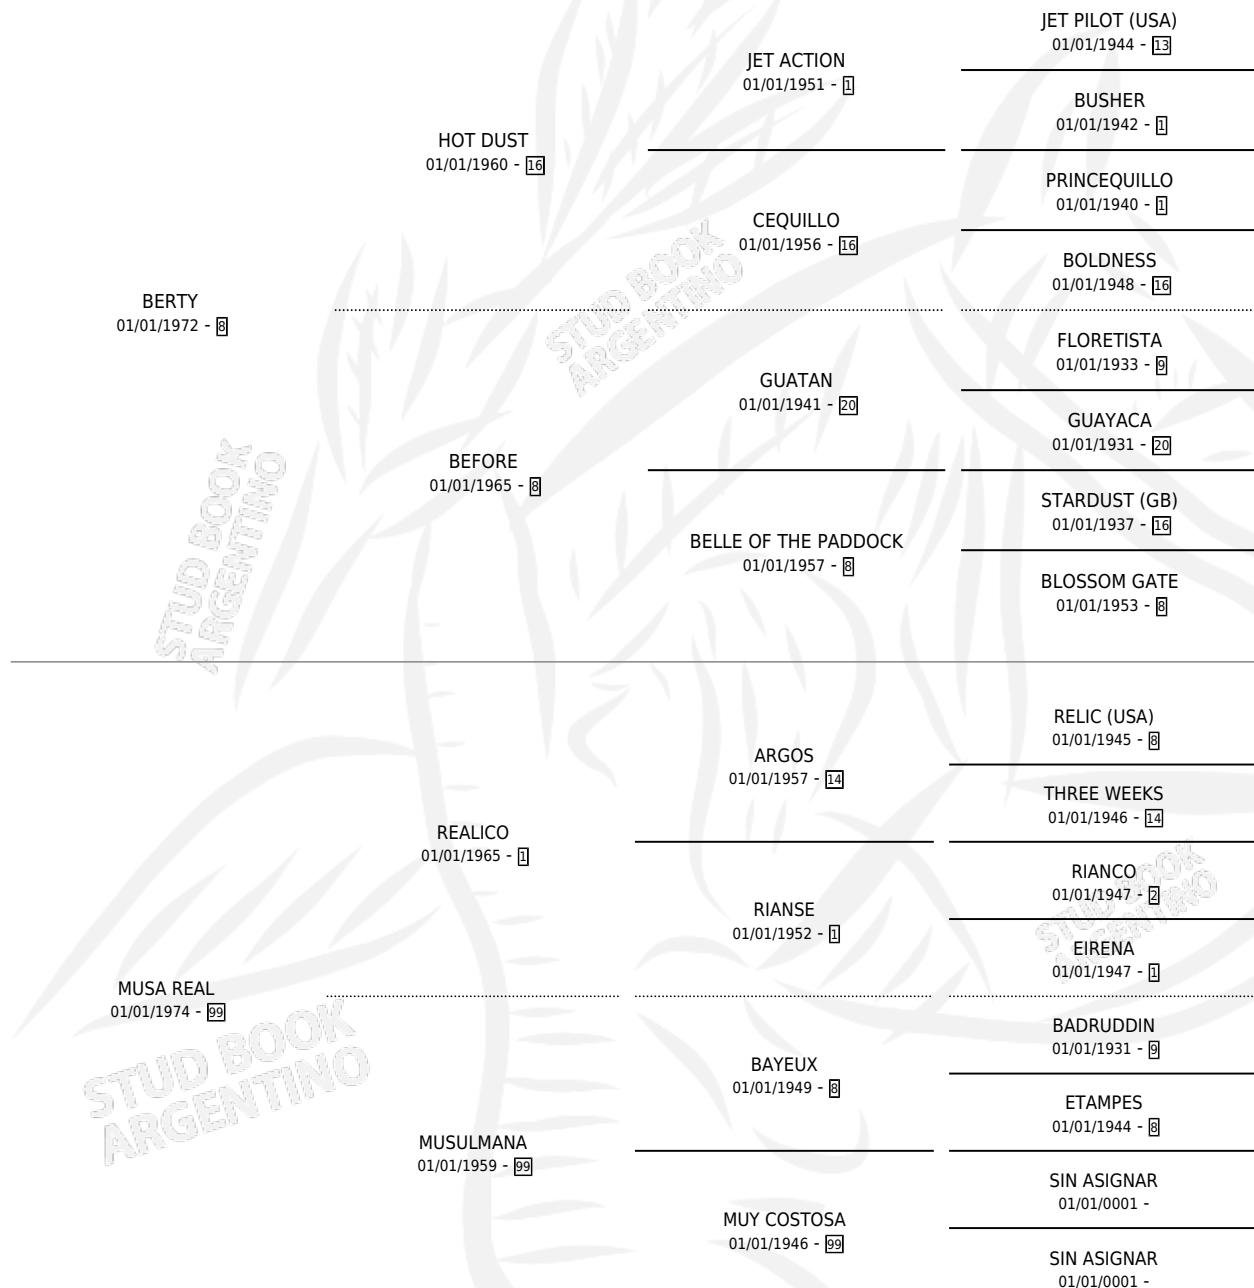 JET PILOT (USA)
01/01/1944 - 13
JET ACTION
01/01/1951 - 1
BUSHER
01/01/1942 - 1
HOT DUST
01/01/1960 - 16
PRINCEQUILLO
01/01/1940 - 1
CEQUILLO
01/01/1956 - 16
BOLDNESS
01/01/1948 - 16
BERTY
01/01/1972 - 8
FLORETISTA
01/01/1933 - 9
GUATAN
01/01/1941 - 20
GUAYACA
01/01/1931 - 20
BEFORE
01/01/1965 - 8
STARDUST (GB)
01/01/1937 - 16
BELLE OF THE PADDOCK
01/01/1957 - 8
BLOSSOM GATE
01/01/1953 - 8
RELIC (USA)
01/01/1945 - 8
ARGOS
01/01/1957 - 14
THREE WEEKS
01/01/1946 - 14
REALICO
01/01/1965 - 1
RIANCO
01/01/1947 - 2
RIANSE
01/01/1952 - 1
EIRENA
01/01/1947 - 1
MUSA REAL
01/01/1974 - 99
BADRUDDIN
01/01/1931 - 9
BAYEUX
01/01/1949 - 8
ETAMPES
01/01/1944 - 8
MUSULMANA
01/01/1959 - 99
SIN ASIGNAR
01/01/0001 -
MUY COSTOSA
01/01/1946 - 99
SIN ASIGNAR
01/01/0001 -
STUD BOOK
ARGENTINO
STUD BOOK
ARGENTINO
STUD BOOK
ARGENTINO
STUD BOOK
ARGENTINO